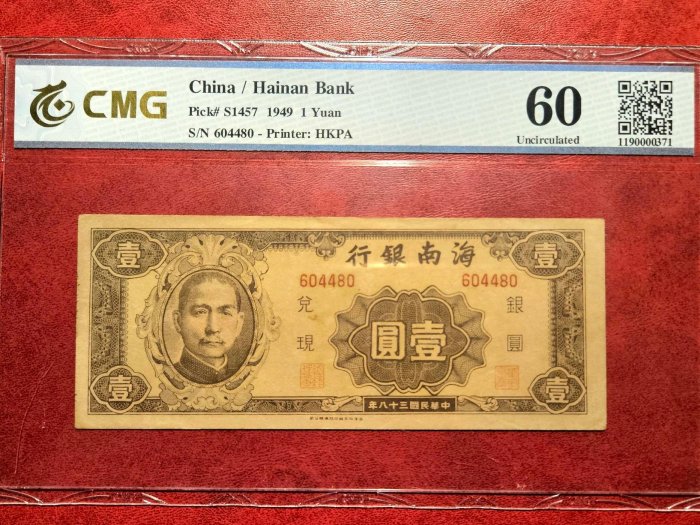 CMG
China / Hainan Bank
Pick# S1457 1949 1 Yuan
S/N 604480 - Printer: HKPA
60
Uncirculated
1190000371
行銀南海
壹
壹
604480
604480
兌現
圓壹
銀圓
壹
壹
年八十三國民華中